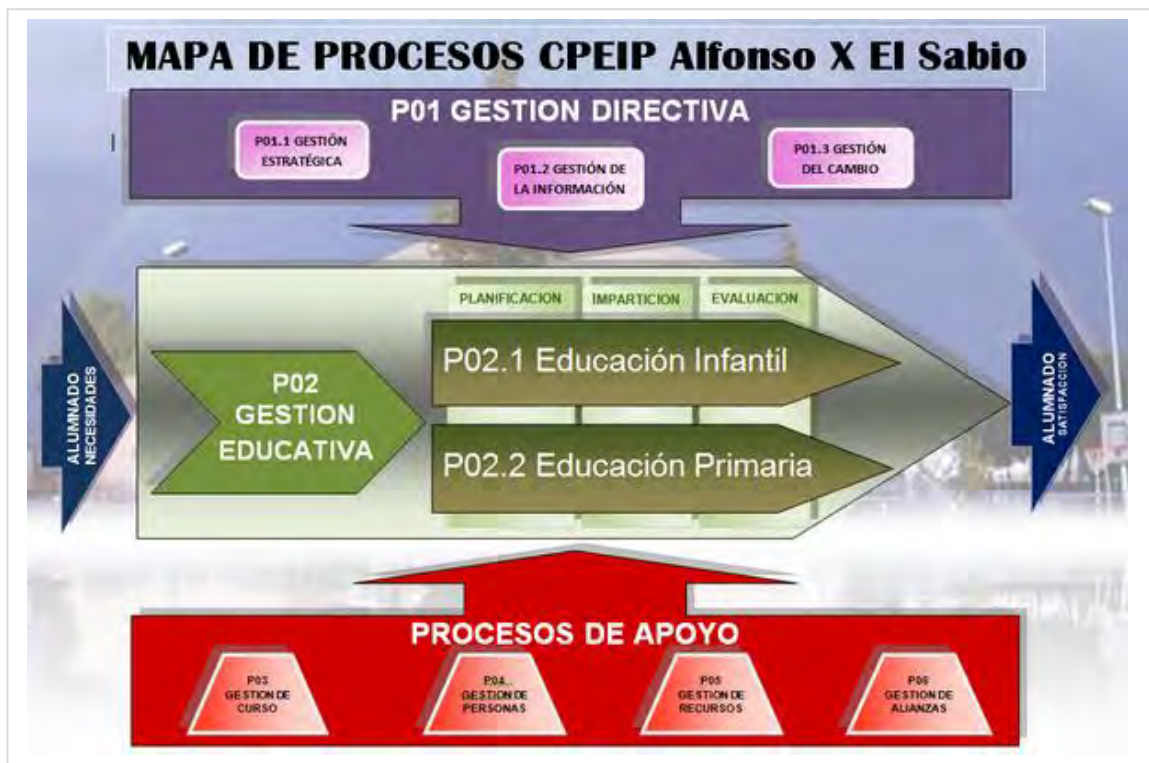 MAPA DE PROCESOS CPEIP Alfonso X El Sabio
P01 GESTION DIRECTIVA
P01.1 GESTIÓN
ESTRATÉGICA
P01.2 GESTIÓN DE
LA INFORMACIÓN
P01.3 GESTIÓN
DEL CAMBIO
ALUMNADO
NECESIDADES
P02
GESTION
EDUCATIVA
PLANIFICACION
IMPARTICION
EVALUACION
P02.1 Educación Infantil
P02.2 Educación Primaria
ALUMNADO
SATISFACCION
PROCESOS DE APOYO
P03
GESTION DE
CURSO
P04..
GESTION DE
PERSONAS
P05
GESTION DE
RECURSOS
P06
GESTION DE
ALIANZAS